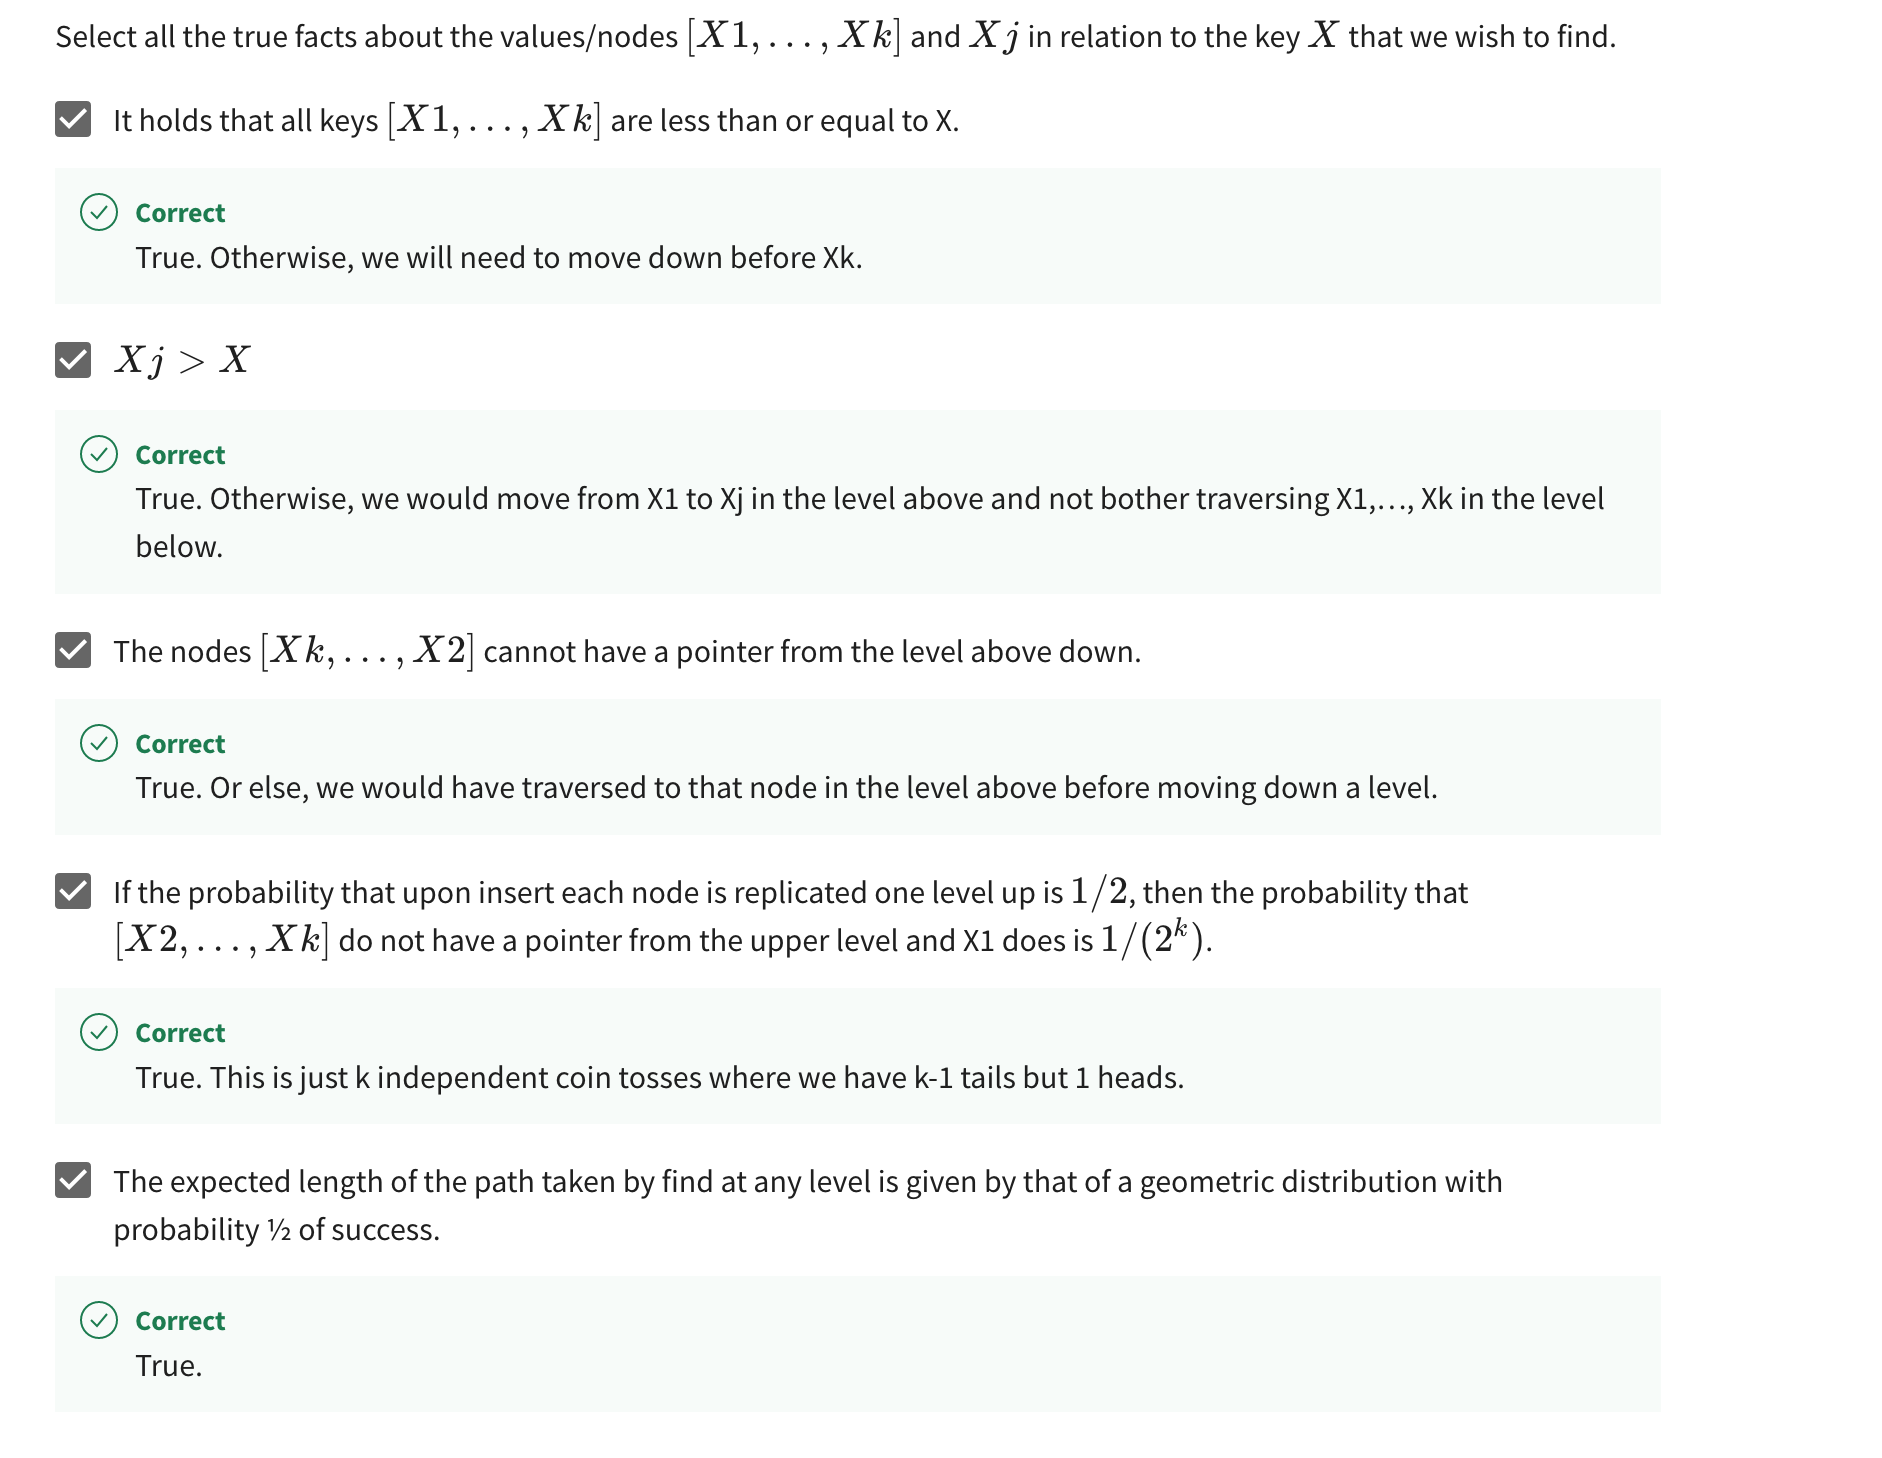 Select all the true facts about the values/nodes [X1, . . . , Xk] and Xj in relation to the key X that we wish to find.
It holds that all keys [X1, . . . , Xk] are less than or equal to X.
Correct
True. Otherwise, we will need to move down before Xk.
Xj > X
Correct
True. Otherwise, we would move from X1 to Xj in the level above and not bother traversing X1,…, Xk in the level
below.
The nodes [Xk, . . . , X2] cannot have a pointer from the level above down.
Correct
True. Or else, we would have traversed to that node in the level above before moving down a level.
If the probability that upon insert each node is replicated one level up is 1/2, then the probability that
[X2, . . . , Xk] do not have a pointer from the upper level and X1 does is 1/(2^k).
Correct
True. This is just k independent coin tosses where we have k-1 tails but 1 heads.
The expected length of the path taken by find at any level is given by that of a geometric distribution with
probability ½ of success.
Correct
True.